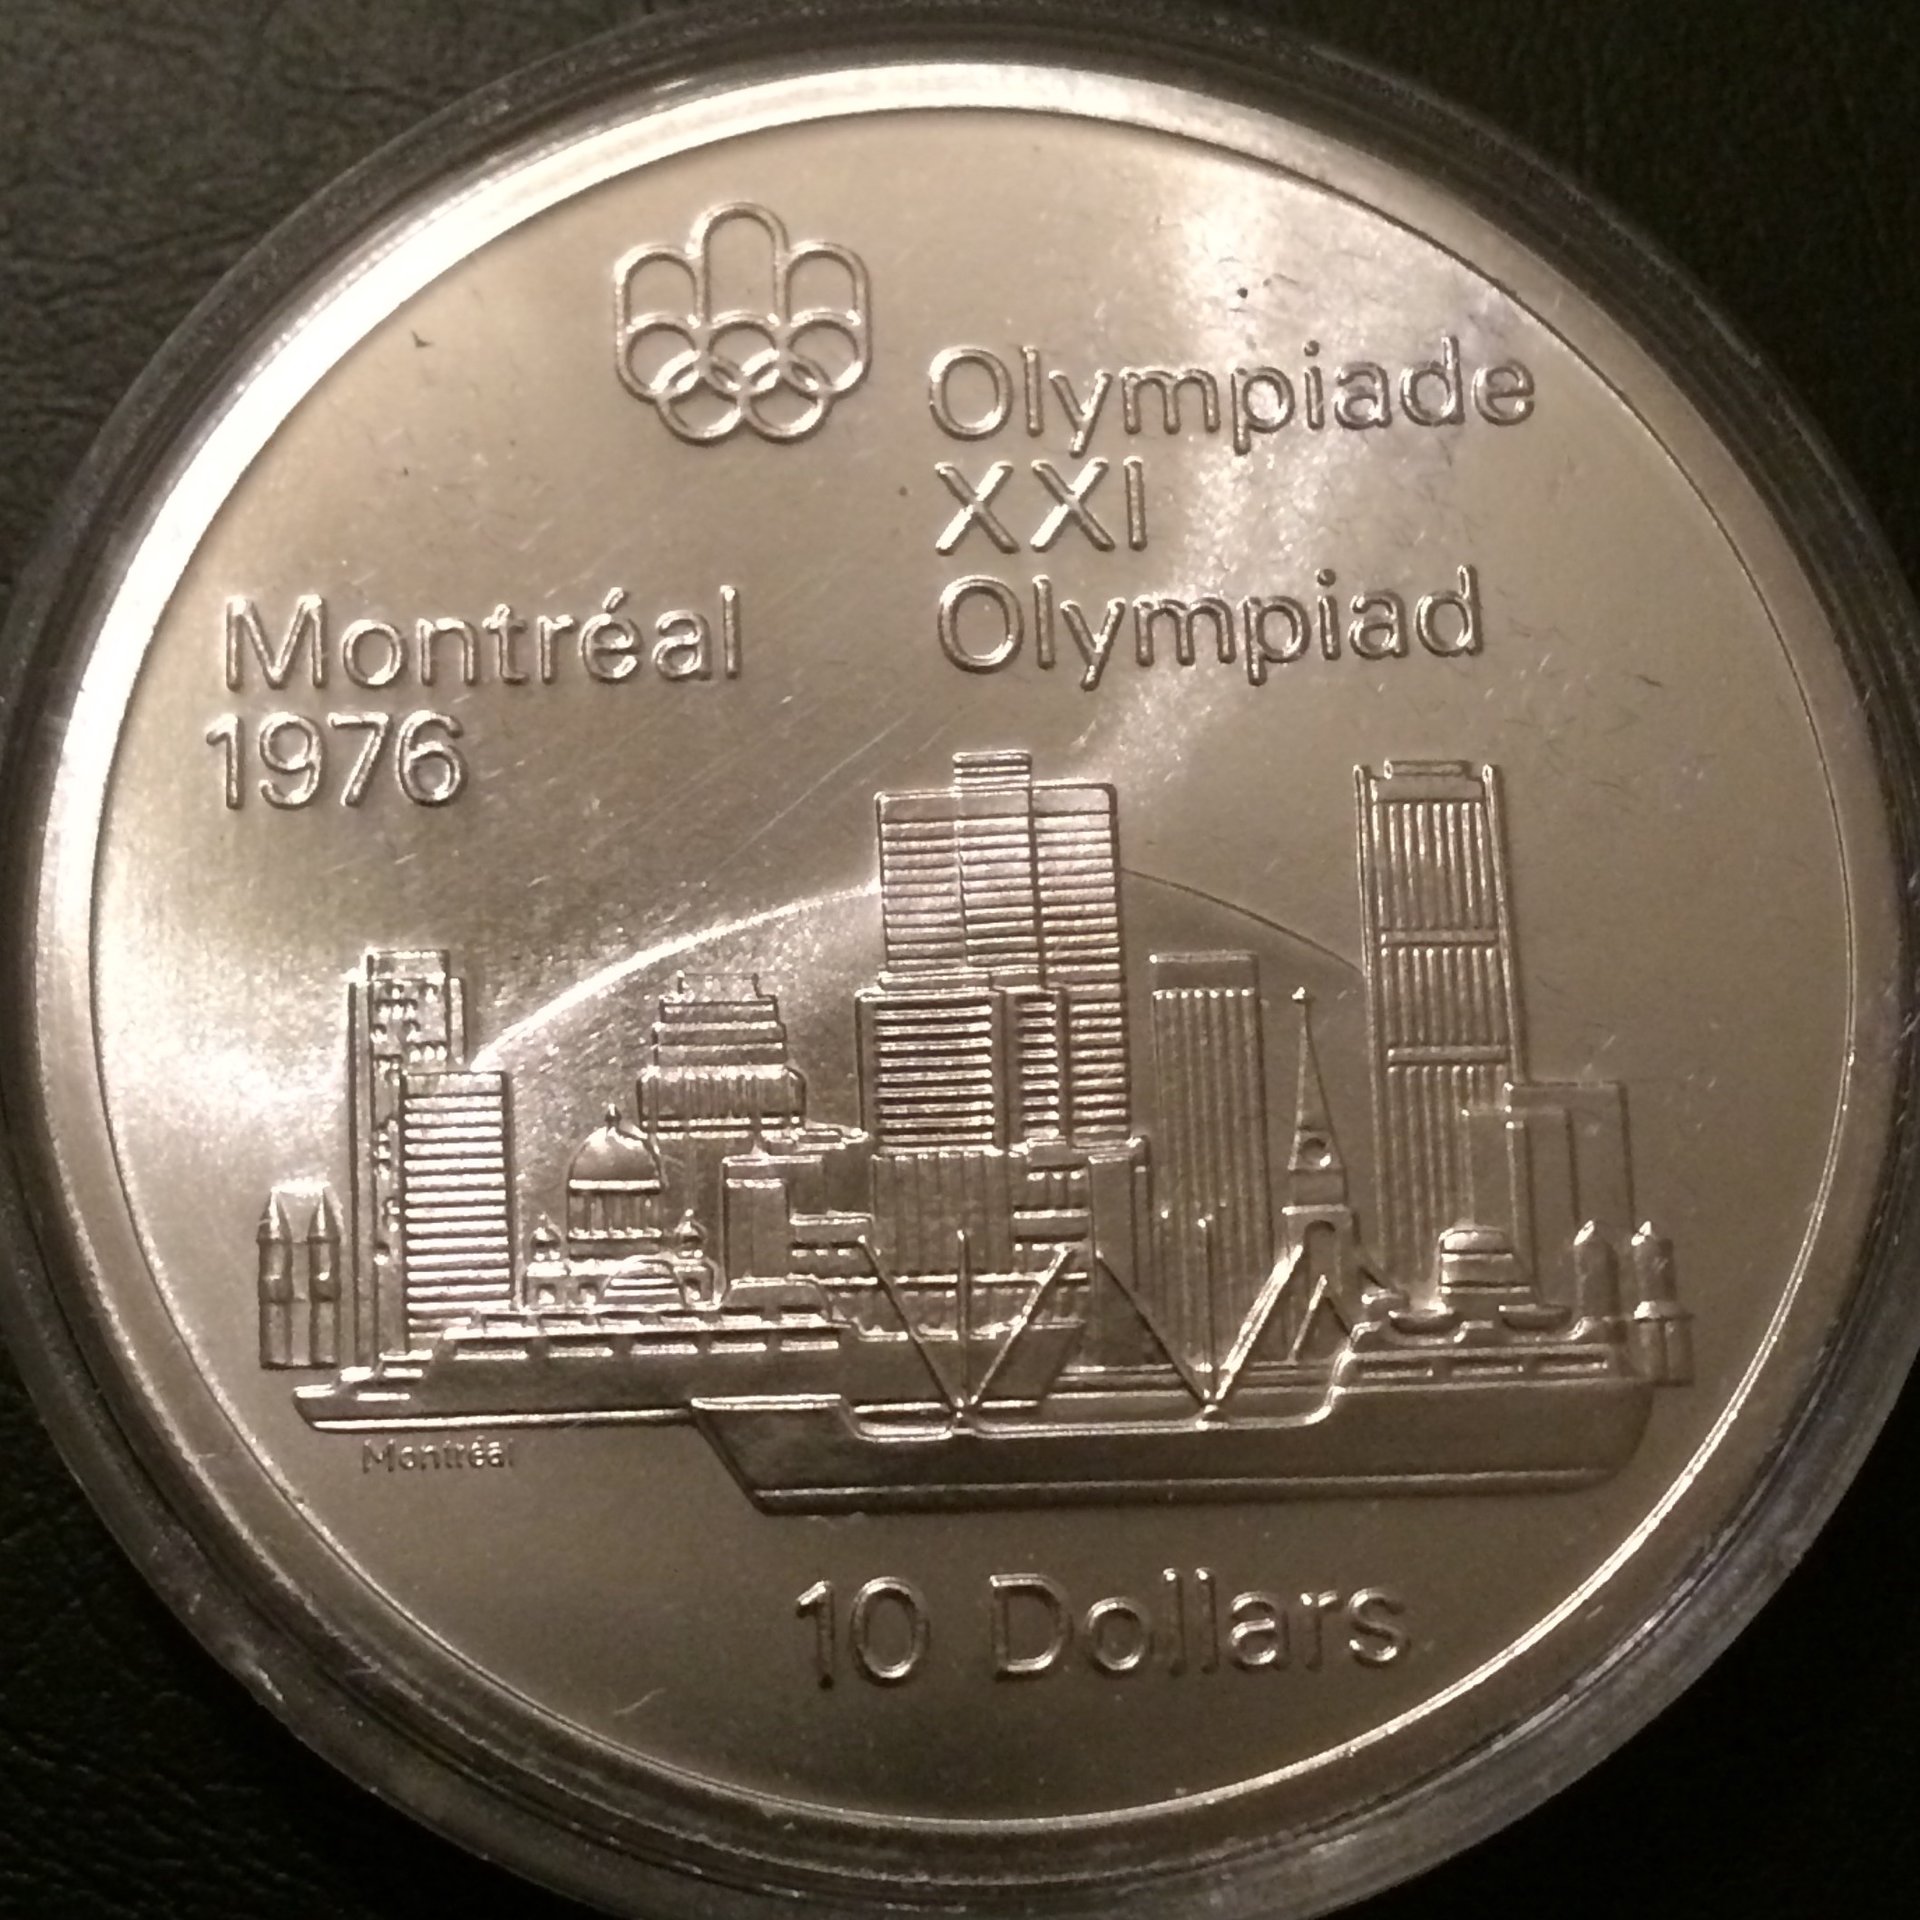 Olympiade
XXI
Olympiad
Montréal
1976
Montréal
10 Dollars